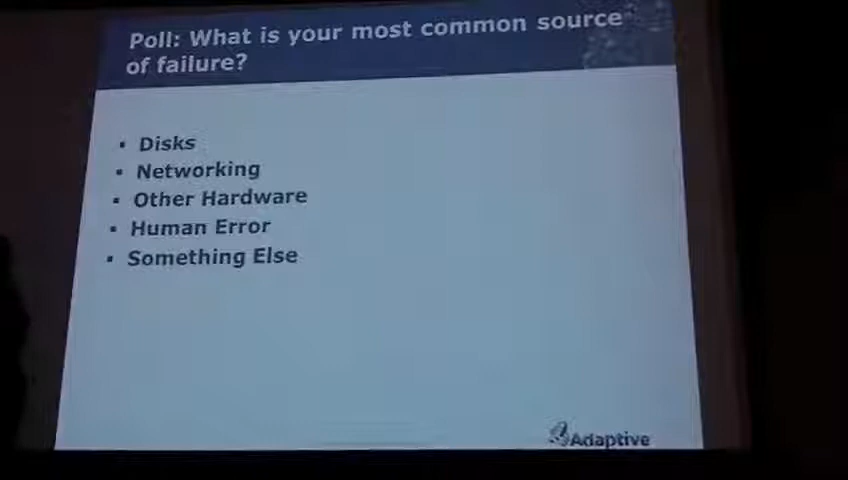 Poll: What is your most common source
of failure?
▪ Disks
▪ Networking
▪ Other Hardware
▪ Human Error
▪ Something Else
Adaptive